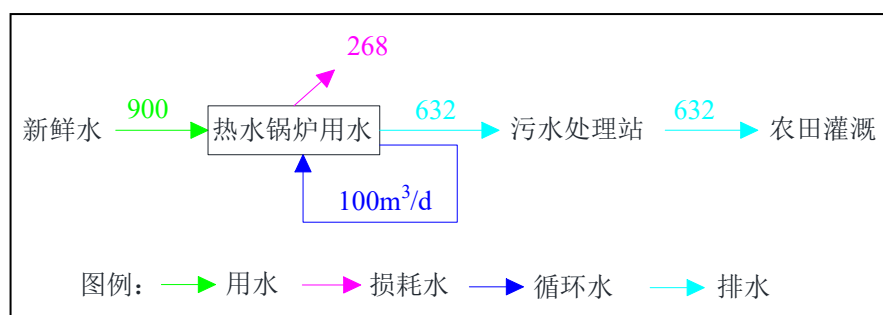 268
900
632
632
新鲜水
热水锅炉用水
污水处理站
农田灌溉
100m³/d
图例：
用水
损耗水
循环水
排水